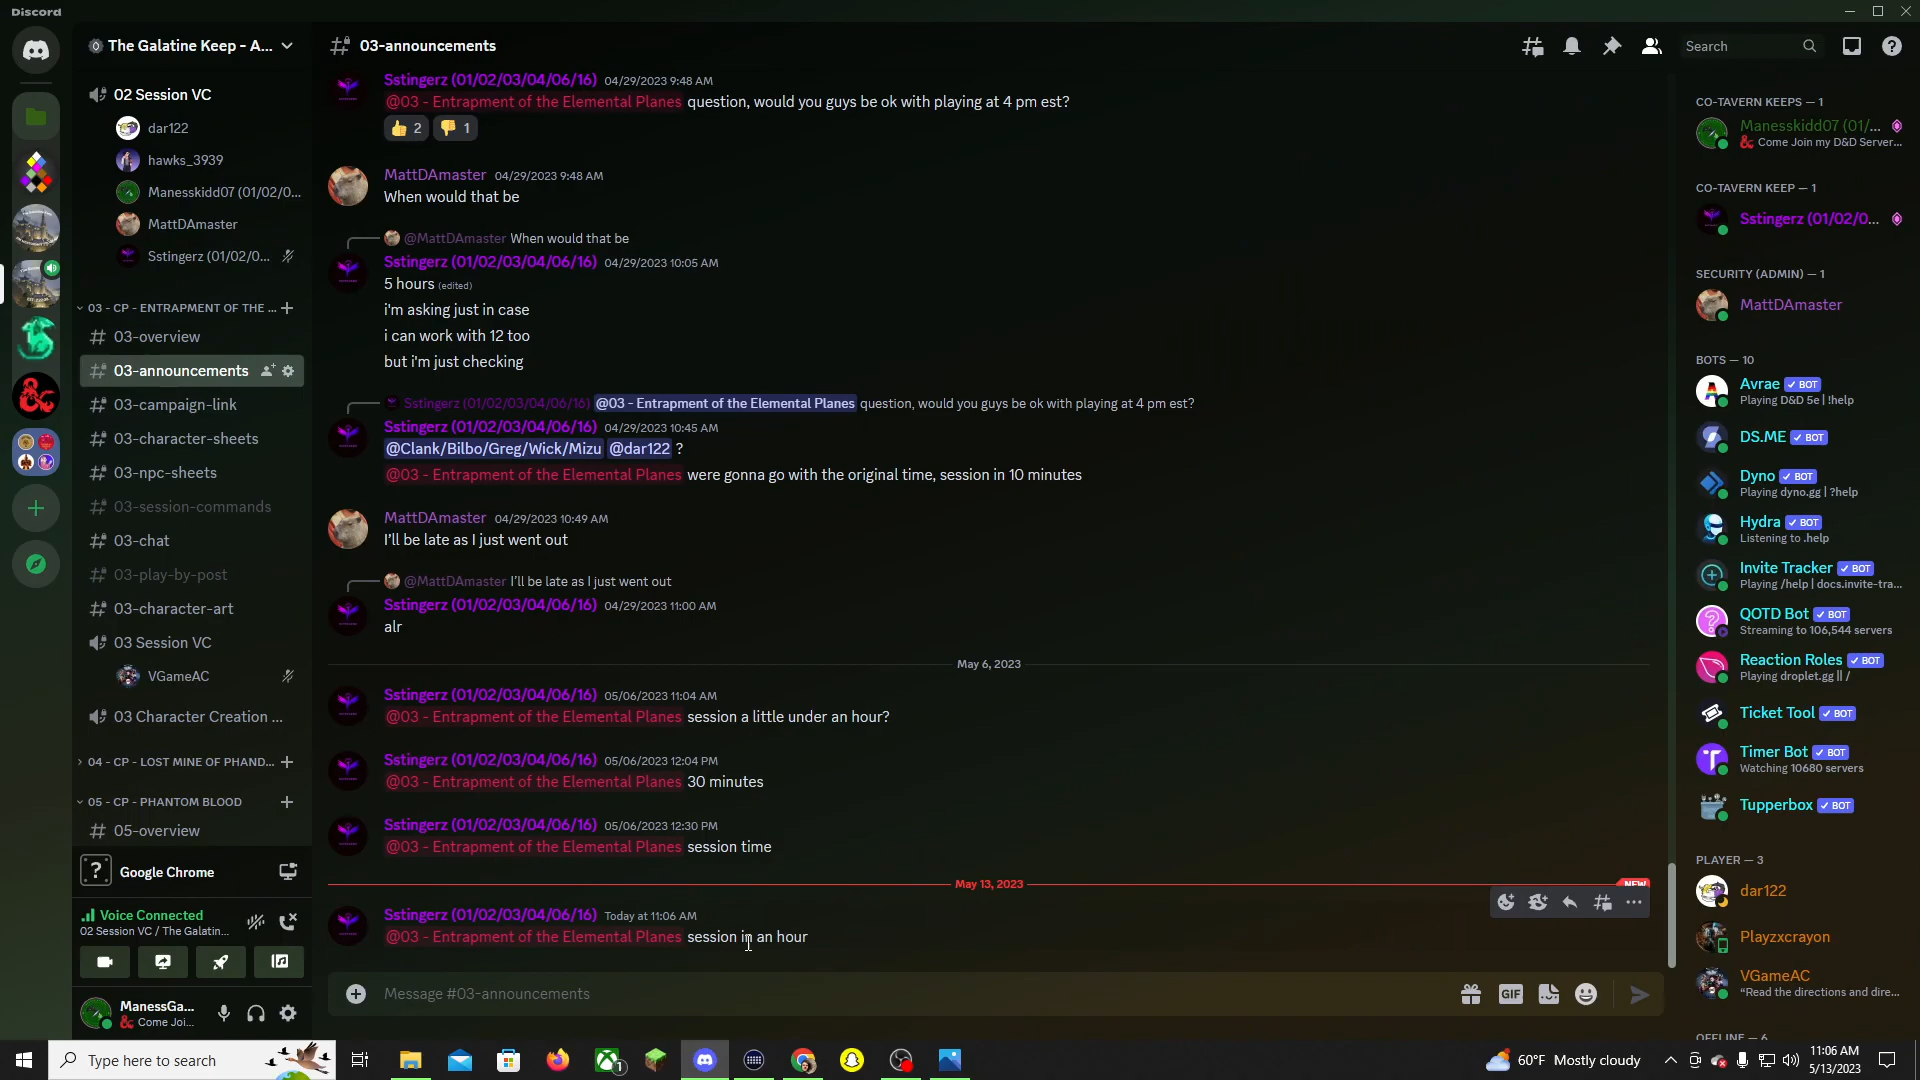 Discord
The Galatine Keep - A...
02 Session VC
dar122
hawks_3939
Manesskidd07 (01/02/0...
MattDAmaster
Sstingerz (01/02/0...
03 - CP - ENTRAPMENT OF THE ...
03-overview
03-announcements
03-campaign-link
03-character-sheets
03-npc-sheets
03-session-commands
03-chat
03-play-by-post
03-character-art
03 Session VC
VGameAC
03 Character Creation ...
04 - CP - LOST MINE OF PHAND...
05 - CP - PHANTOM BLOOD
05-overview
Google Chrome
Voice Connected
02 Session VC / The Galatin...
ManessGa...
Come Joi...
03-announcements
Search
Sstingerz (01/02/03/04/06/16) 04/29/2023 9:48 AM
@03 - Entrapment of the Elemental Planes question, would you guys be ok with playing at 4 pm est?
2 1
MattDAmaster 04/29/2023 9:48 AM
When would that be
@MattDAmaster When would that be
Sstingerz (01/02/03/04/06/16) 04/29/2023 10:05 AM
5 hours (edited)
i'm asking just in case
i can work with 12 too
but i'm just checking
Sstingerz (01/02/03/04/06/16) @03 - Entrapment of the Elemental Planes question, would you guys be ok with playing at 4 pm est?
Sstingerz (01/02/03/04/06/16) 04/29/2023 10:45 AM
@Clank/Bilbo/Greg/Wick/Mizu @dar122 ?
@03 - Entrapment of the Elemental Planes were gonna go with the original time, session in 10 minutes
MattDAmaster 04/29/2023 10:49 AM
I'll be late as I just went out
@MattDAmaster I'll be late as I just went out
Sstingerz (01/02/03/04/06/16) 04/29/2023 11:00 AM
alr
May 6, 2023
Sstingerz (01/02/03/04/06/16) 05/06/2023 11:04 AM
@03 - Entrapment of the Elemental Planes session a little under an hour?
Sstingerz (01/02/03/04/06/16) 05/06/2023 12:04 PM
@03 - Entrapment of the Elemental Planes 30 minutes
Sstingerz (01/02/03/04/06/16) 05/06/2023 12:30 PM
@03 - Entrapment of the Elemental Planes session time
May 13, 2023
NEW
Sstingerz (01/02/03/04/06/16) Today at 11:06 AM
@03 - Entrapment of the Elemental Planes session in an hour
Message #03-announcements
GIF
CO-TAVERN KEEPS — 1
Manesskidd07 (01/...
Come Join my D&D Server...
CO-TAVERN KEEP — 1
Sstingerz (01/02/0...
SECURITY (ADMIN) — 1
MattDAmaster
BOTS — 10
Avrae BOT
Playing D&D 5e | !help
DS.ME BOT
Dyno BOT
Playing dyno.gg | ?help
Hydra BOT
Listening to .help
Invite Tracker BOT
Playing /help | docs.invite-tra...
QOTD Bot BOT
Streaming to 106,544 servers
Reaction Roles BOT
Playing droplet.gg || /
Ticket Tool BOT
Timer Bot BOT
Watching 10680 servers
Tupperbox BOT
PLAYER — 3
dar122
Playzxcrayon
VGameAC
“Read the directions and dire...
OFFLINE — 6
Type here to search
1
60°F Mostly cloudy
11:06 AM
5/13/2023